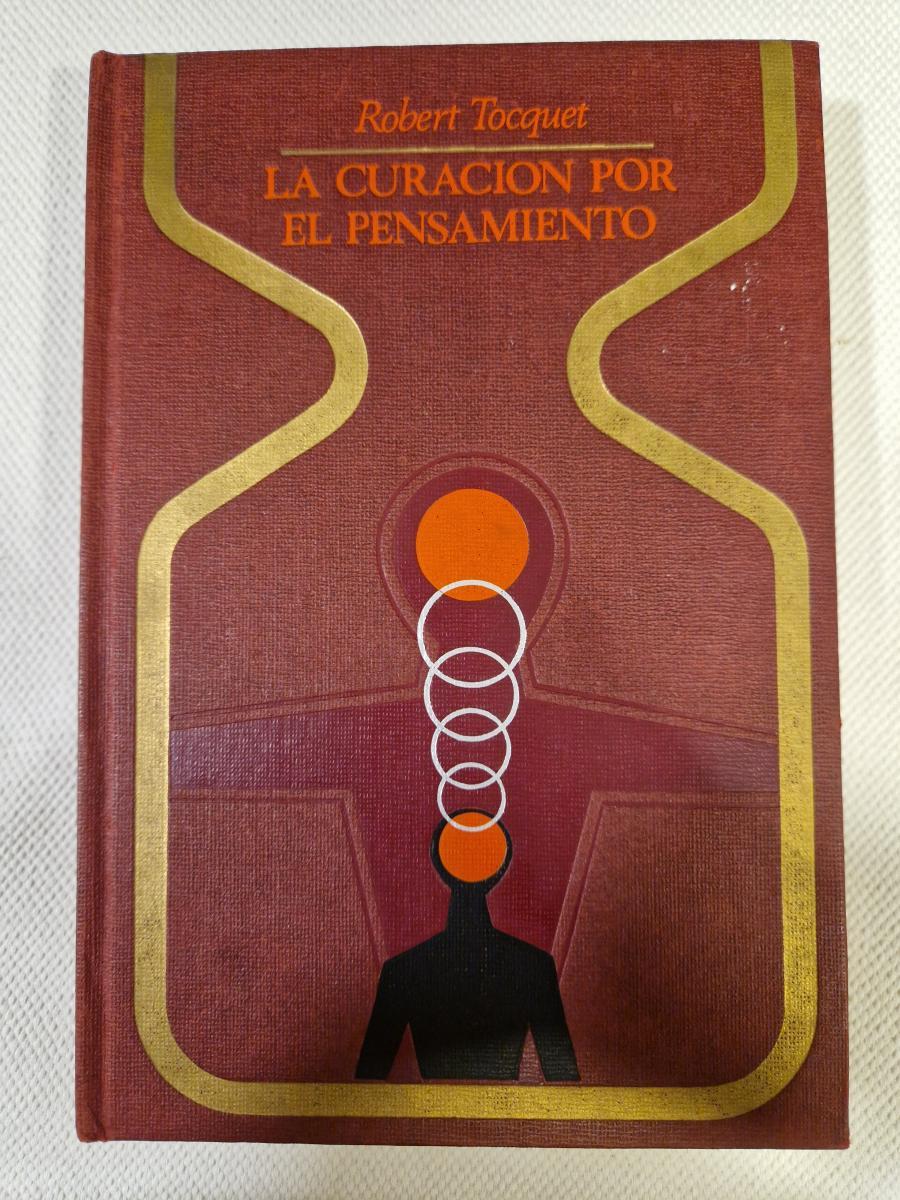 Robert Tocquet
LA CURACION POR
EL PENSAMIENTO